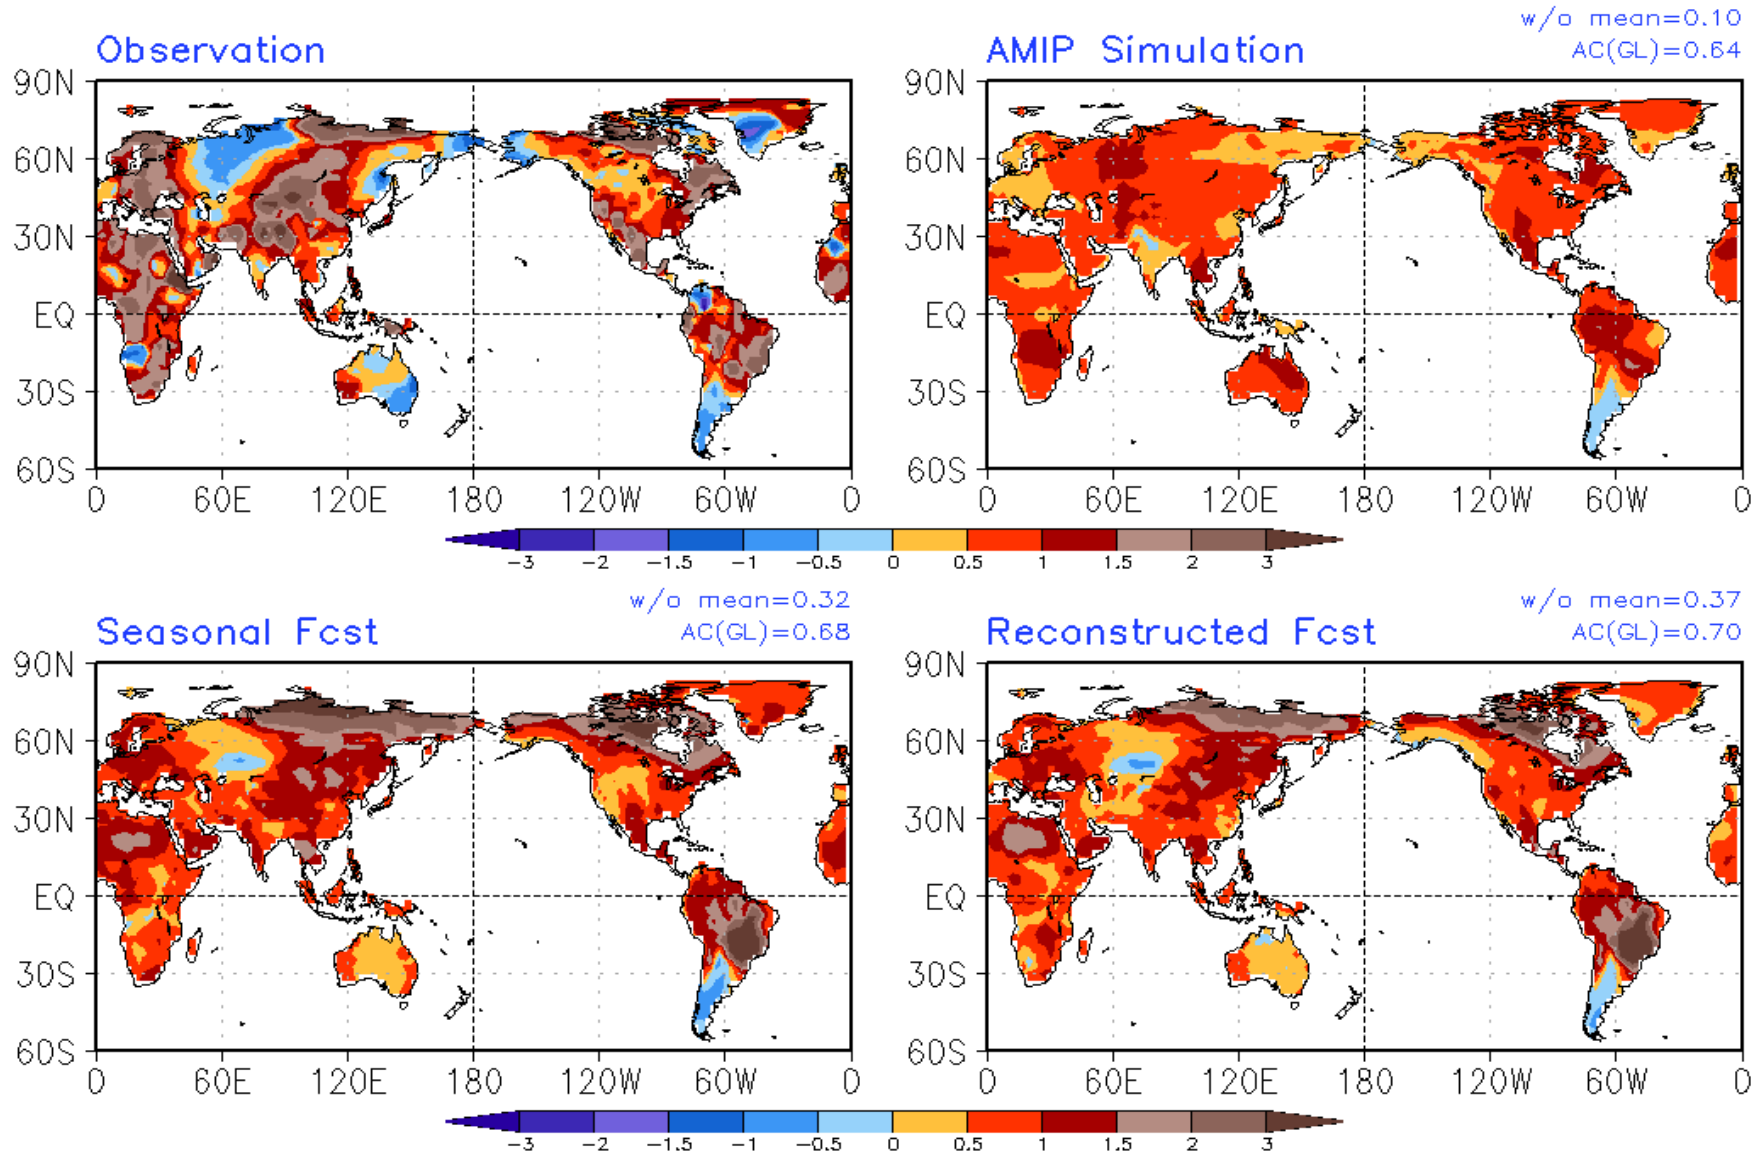 w/o mean=0.10
Observation
AMIP Simulation
AC(GL)=0.64
90N
90N
60N
60N
30N
30N
EQ
EQ
30S
30S
60S
60S
0 60E 120E 180 120W 60W 0
0 60E 120E 180 120W 60W 0
-3 -2 -1.5 -1 -0.5 0 0.5 1 1.5 2 3
w/o mean=0.32
w/o mean=0.37
Seasonal Fcst
AC(GL)=0.68
Reconstructed Fcst
AC(GL)=0.70
90N
90N
60N
60N
30N
30N
EQ
EQ
30S
30S
60S
60S
0 60E 120E 180 120W 60W 0
0 60E 120E 180 120W 60W 0
-3 -2 -1.5 -1 -0.5 0 0.5 1 1.5 2 3